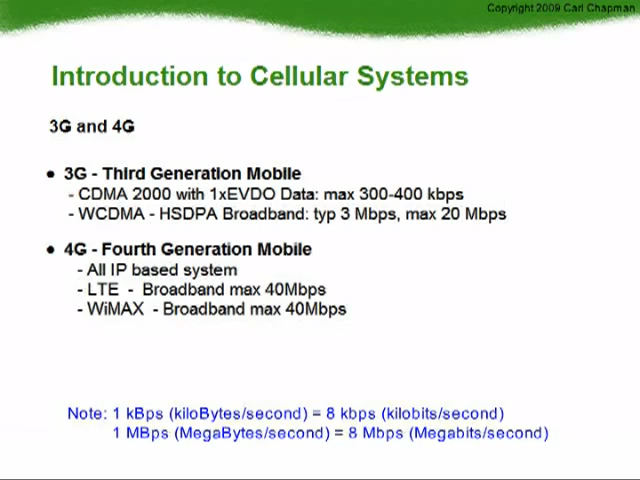 Copyright 2009 Carl Chapman
Introduction to Cellular Systems
3G and 4G
• 3G - Third Generation Mobile
- CDMA 2000 with 1xEVDO Data: max 300-400 kbps
- WCDMA - HSDPA Broadband: typ 3 Mbps, max 20 Mbps
• 4G - Fourth Generation Mobile
- All IP based system
- LTE - Broadband max 40Mbps
- WiMAX - Broadband max 40Mbps
Note: 1 kBps (kiloBytes/second) = 8 kbps (kilobits/second)
1 MBps (MegaBytes/second) = 8 Mbps (Megabits/second)